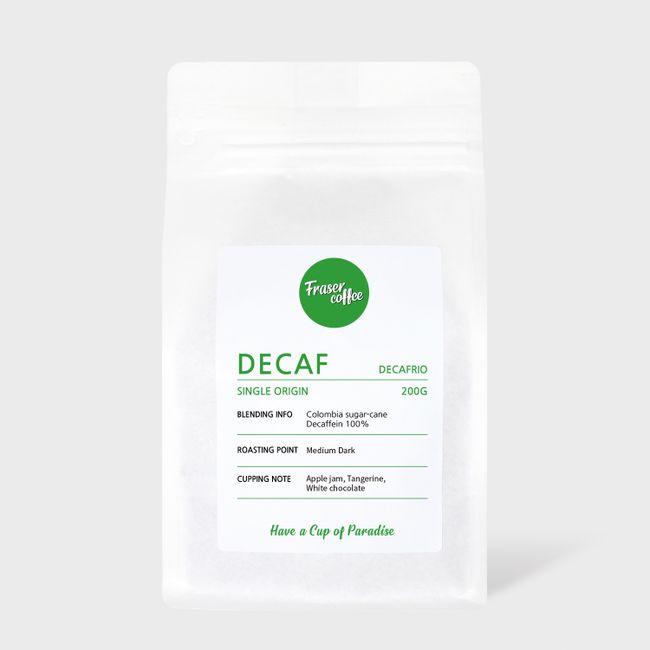 Fraser
coffee
DECAF DECAFRIO
SINGLE ORIGIN 200G
BLENDING INFO Colombia sugar-cane
Decaffein 100%
ROASTING POINT Medium Dark
CUPPING NOTE Apple jam, Tangerine,
White chocolate
Have a Cup of Paradise